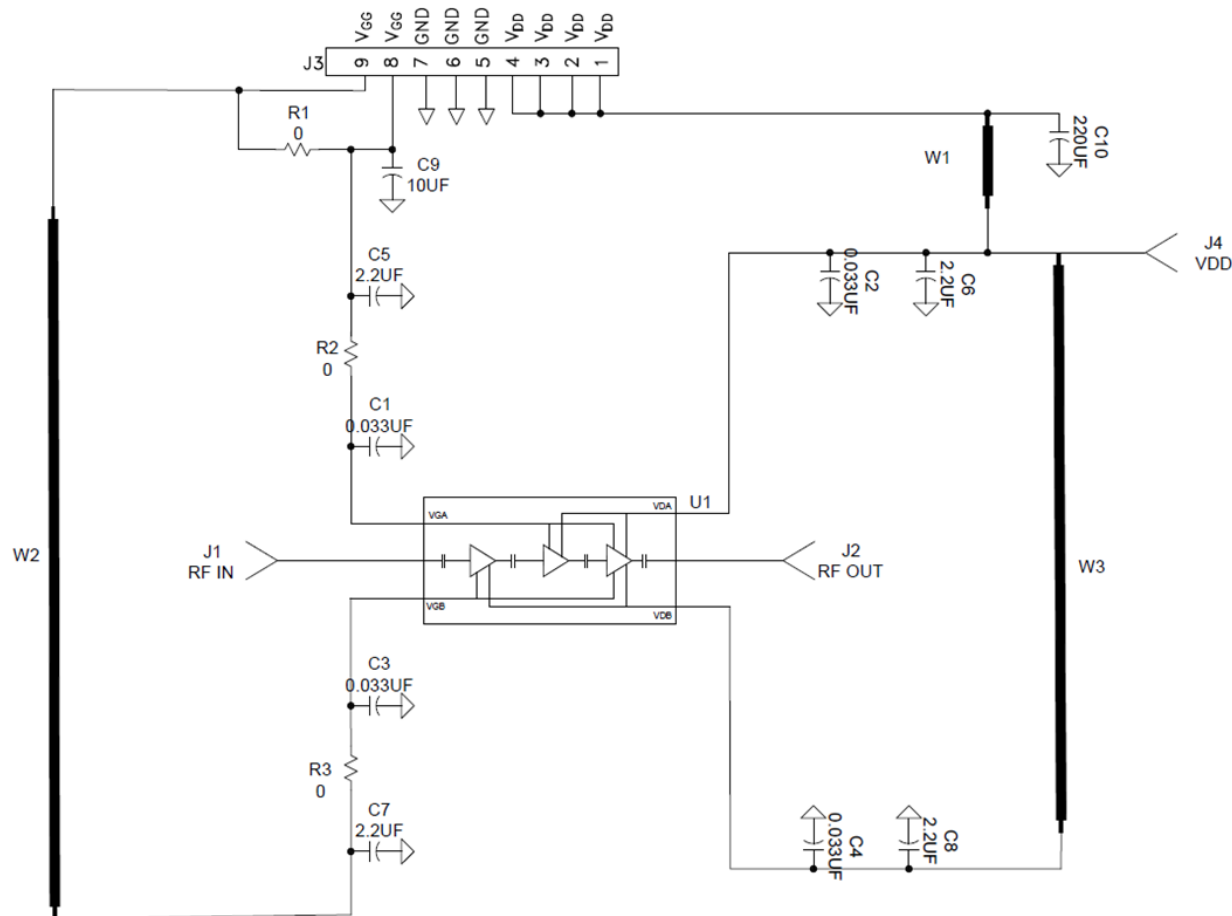 VGG
VGG
GND
GND
GND
VDD
VDD
VDD
VDD
J3
9
8
7
6
5
4
3
2
1
R1
0
C9
10UF
W1
C10
220UF
C5
2.2UF
C2
0.033UF
C6
2.2UF
J4
VDD
R2
0
C1
0.033UF
U1
VGA
VDA
W2
J1
RF IN
J2
RF OUT
W3
VGB
VDB
C3
0.033UF
R3
0
C7
2.2UF
C4
0.033UF
C8
2.2UF